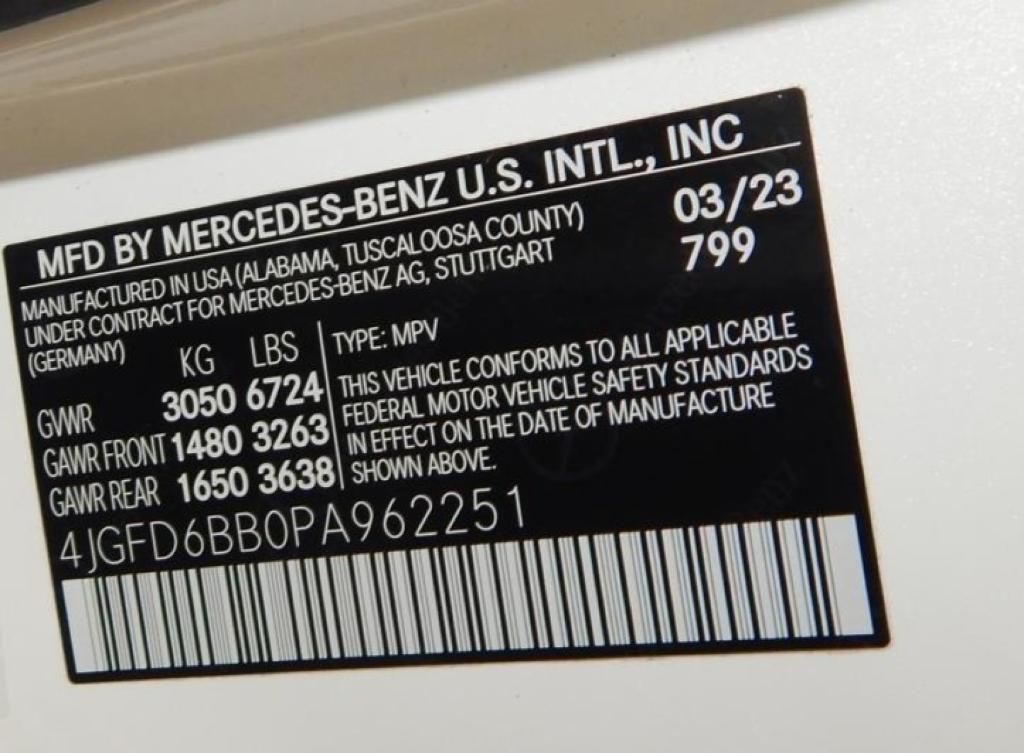 MFD BY MERCEDES-BENZ U.S. INTL., INC
MANUFACTURED IN USA (ALABAMA, TUSCALOOSA COUNTY)
UNDER CONTRACT FOR MERCEDES-BENZ AG, STUTTGART
(GERMANY)
03/23
799
KG LBS
GVWR 3050 6724
GAWR FRONT 1480 3263
GAWR REAR 1650 3638
TYPE: MPV
THIS VEHICLE CONFORMS TO ALL APPLICABLE
FEDERAL MOTOR VEHICLE SAFETY STANDARDS
IN EFFECT ON THE DATE OF MANUFACTURE
SHOWN ABOVE.
4JGFD6BB0PA962251